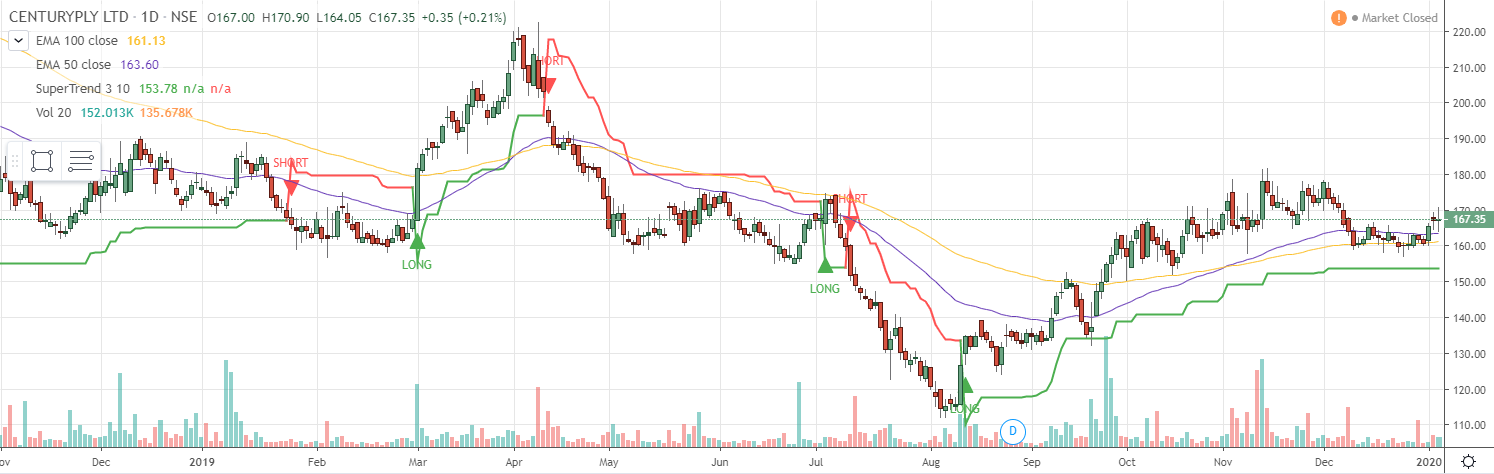 CENTURYPLY LTD · 1D · NSE O167.00 H170.90 L164.05 C167.35 +0.35 (+0.21%)
! Market Closed
EMA 100 close 161.13
EMA 50 close 163.60
SuperTrend 3 10 153.78 n/a n/a
Vol 20 152.013K 135.678K
220.00
210.00
200.00
190.00
180.00
170.00
167.35
160.00
150.00
140.00
130.00
120.00
110.00
SHORT
LONG
HORT
LONG
HORT
LONG
D
ov Dec 2019 Feb Mar Apr May Jun Jul Aug Sep Oct Nov Dec 2020